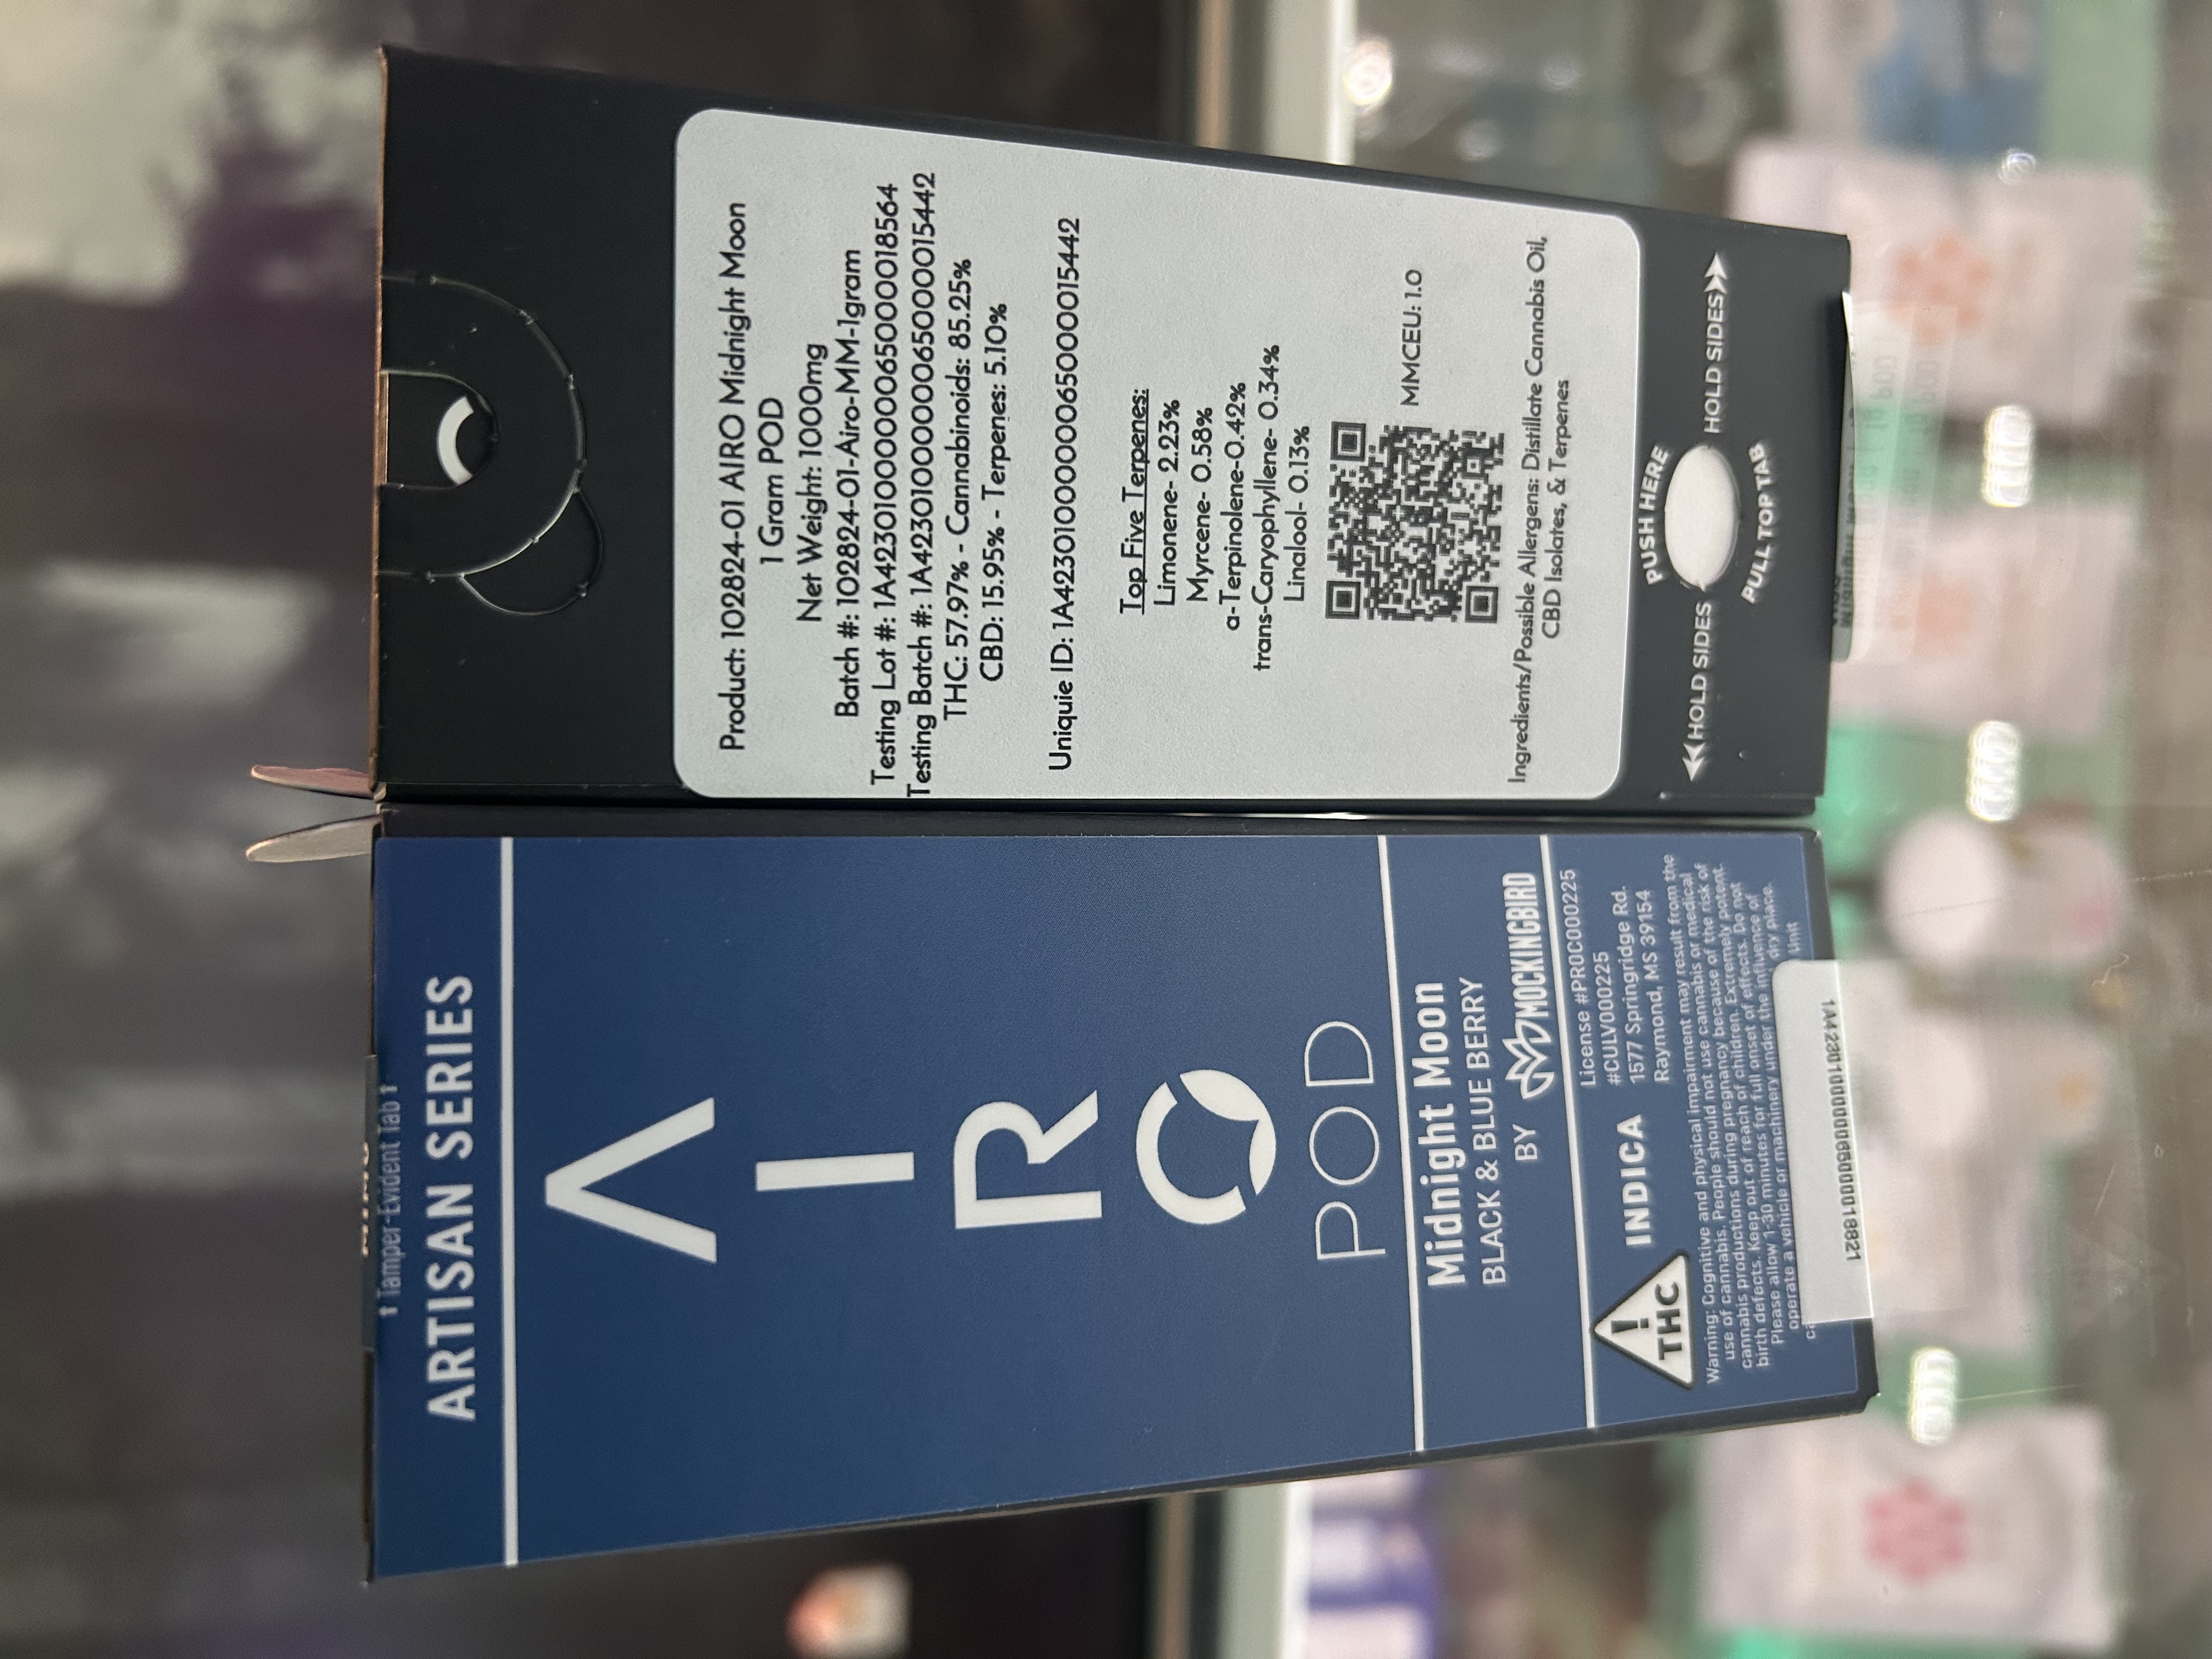 ↑ Tamper-Evident Tab ↑
ARTISAN SERIES
AIRO
POD
Midnight Moon
BLACK & BLUE BERRY
BY MOCKINGBIRD
THC
INDICA
License #PROC000225
#CULV000225
1577 Springridge Rd.
Raymond, MS 39154
Warning: Cognitive and physical impairment may result from the
use of cannabis. People should not use cannabis or medical
cannabis productions during pregnancy because of the risk of
birth defects. Keep out of reach of children. Extremely potent.
Please allow 1-30 minutes for full onset of effects. Do not
operate a vehicle or machinery under the influence of
dry place.
Unit
1A4230100000065000018821
Product: 102824-01 AIRO Midnight Moon
1 Gram POD
Net Weight: 1000mg
Batch #: 102824-01-Airo-MM-1gram
Testing Lot #: 1A4230100000065000018564
Testing Batch #: 1A4230100000065000015442
THC: 57.97% - Cannabinoids: 85.25%
CBD: 15.95% - Terpenes: 5.10%
Uniquie ID: 1A4230100000065000015442
Top Five Terpenes:
Limonene- 2.23%
Myrcene- 0.58%
a-Terpinolene-0.42%
trans-Caryophyllene- 0.34%
Linalool- 0.13%
MMCEU: 1.0
Ingredients/Possible Allergens: Distillate Cannabis Oil,
CBD Isolates, & Terpenes
PUSH HERE
HOLD SIDES
HOLD SIDES
PULL TOP TAB